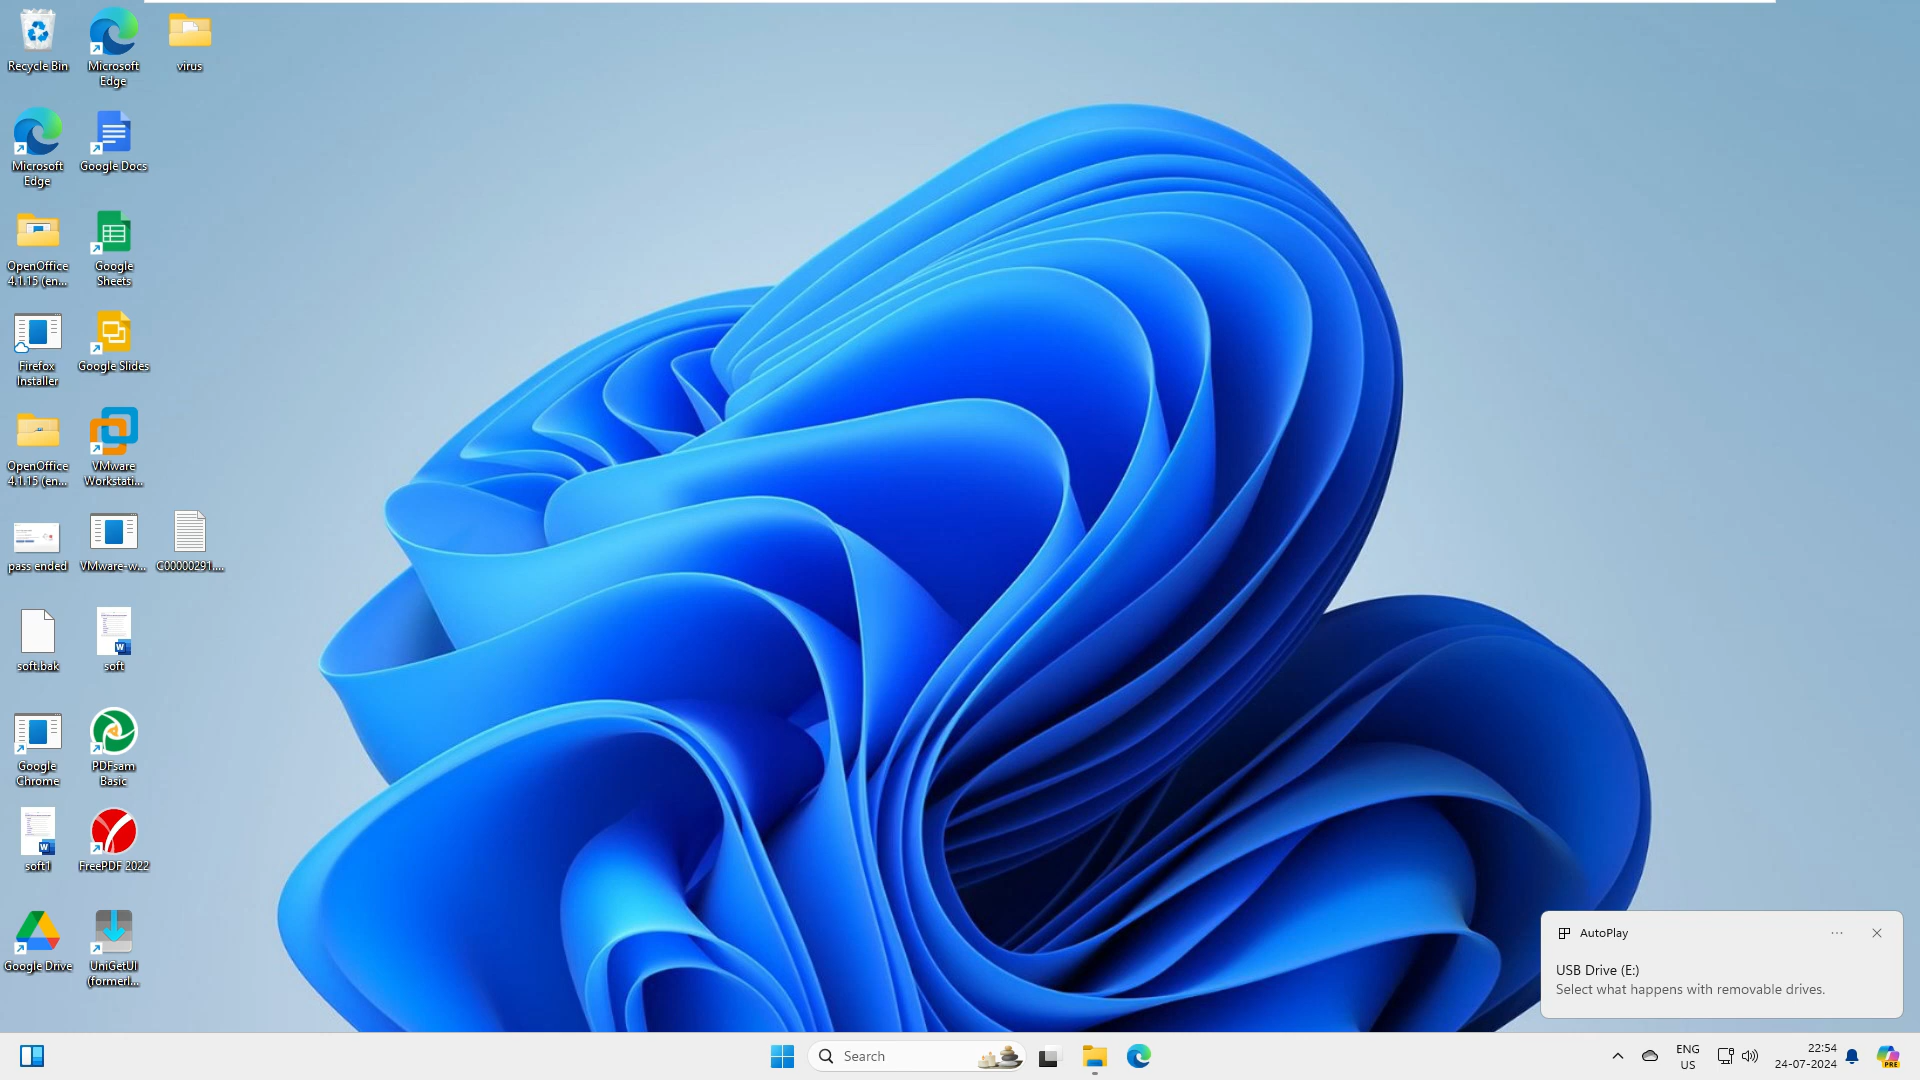 Recycle Bin
Microsoft
Edge
virus
Microsoft
Edge
Google Docs
OpenOffice
4.1.15 (en...
Google
Sheets
Firefox
Installer
Google Slides
OpenOffice
4.1.15 (en...
VMware
Workstati...
pass ended
VMware-w...
C00000291....
soft.bak
soft
Google
Chrome
PDFsam
Basic
soft1
FreePDF 2022
Google Drive
UniGetUI
(formerl...
AutoPlay
USB Drive (E:)
Select what happens with removable drives.
Search
ENG
US
22:54
24-07-2024
PRE